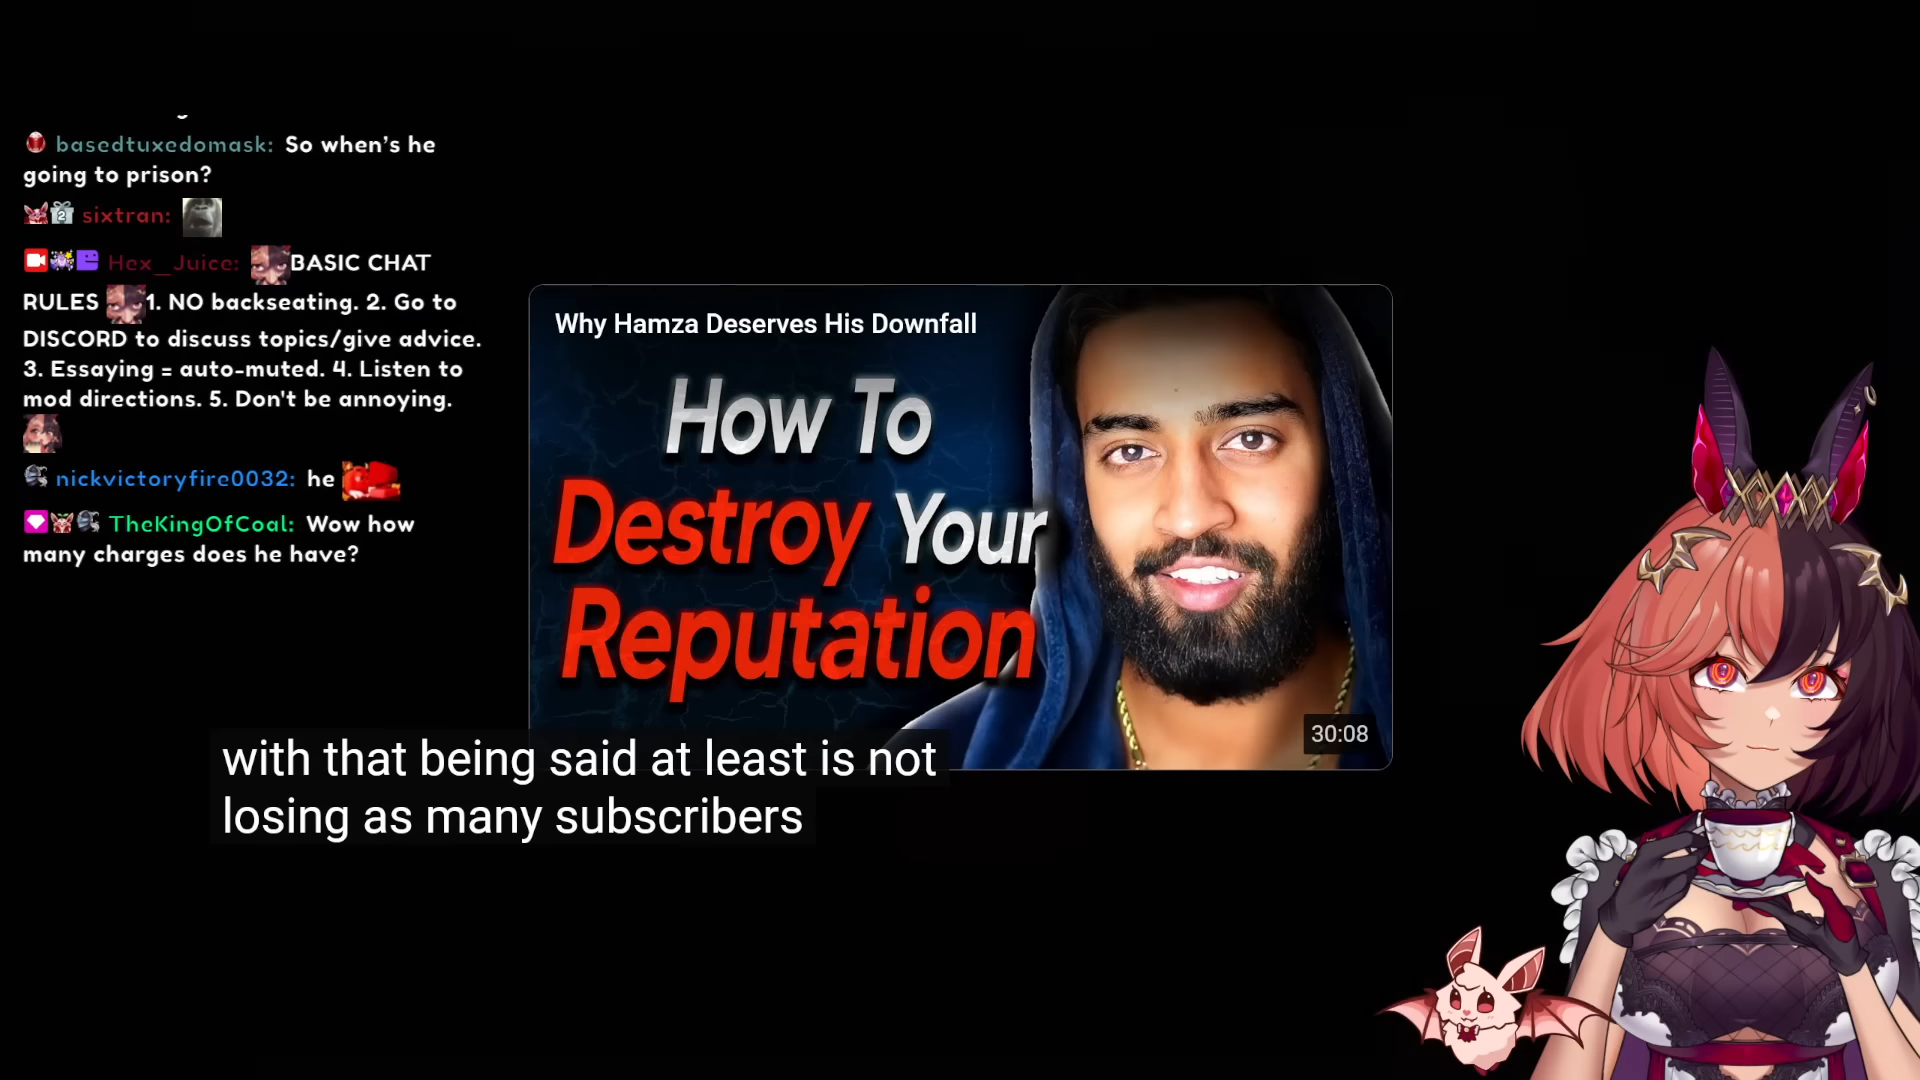 basedtuxedomask: So when's he
going to prison?
sixtran:
Hex_Juice: BASIC CHAT
RULES 1. NO backseating. 2. Go to
DISCORD to discuss topics/give advice.
3. Essaying = auto-muted. 4. Listen to
mod directions. 5. Don't be annoying.
nickvictoryfire0032: he
TheKingOfCoal: Wow how
many charges does he have?
Why Hamza Deserves His Downfall
How To
Destroy Your
Reputation
30:08
with that being said at least is not
losing as many subscribers